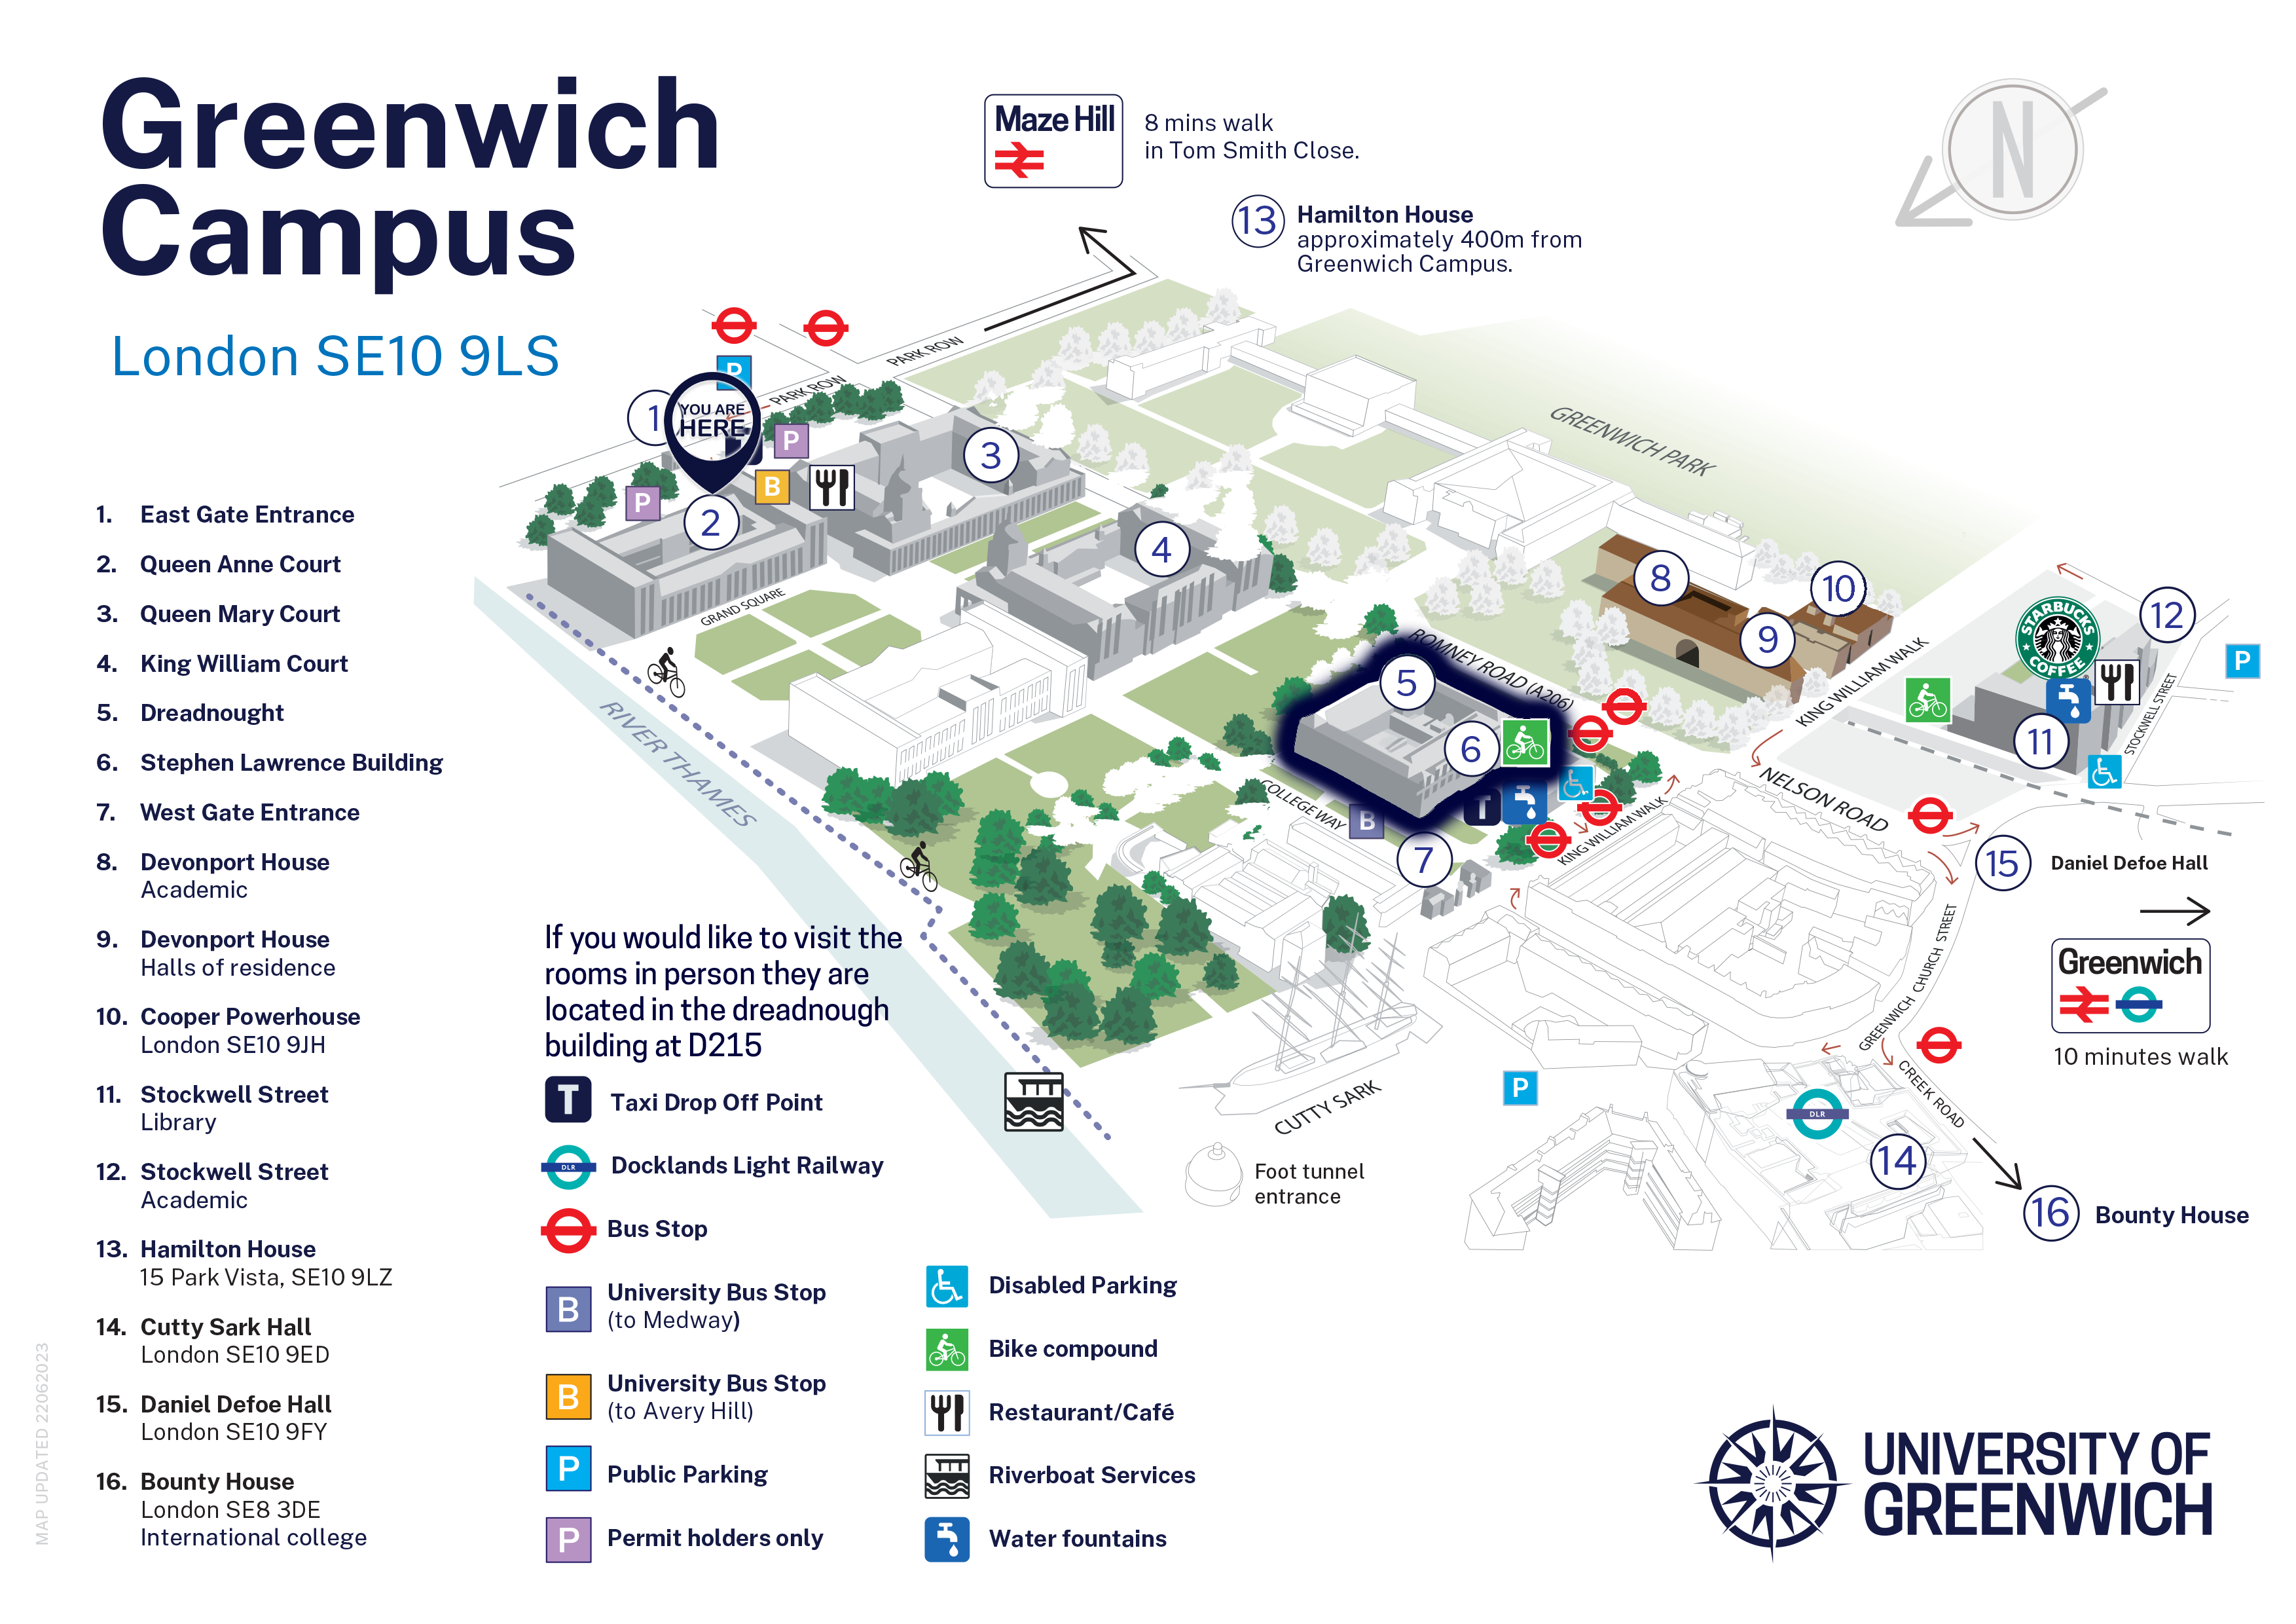 Greenwich
Campus
London SE10 9LS
Maze Hill
8 mins walk
in Tom Smith Close.
13
Hamilton House
approximately 400m from
Greenwich Campus.
N
1. East Gate Entrance
2. Queen Anne Court
3. Queen Mary Court
4. King William Court
5. Dreadnought
6. Stephen Lawrence Building
7. West Gate Entrance
8. Devonport House
Academic
9. Devonport House
Halls of residence
10. Cooper Powerhouse
London SE10 9JH
11. Stockwell Street
Library
12. Stockwell Street
Academic
13. Hamilton House
15 Park Vista, SE10 9LZ
14. Cutty Sark Hall
London SE10 9ED
15. Daniel Defoe Hall
London SE10 9FY
16. Bounty House
London SE8 3DE
International college
MAP UPDATED 22062023
PARK ROW
PARK ROW
P
1
YOU ARE
HERE
P
P
B
2
3
4
GRAND SQUARE
RIVER THAMES
GREENWICH PARK
8
9
10
ROMNEY ROAD (A206)
5
6
COLLEGE WAY
B
T
7
KING WILLIAM WALK
KING WILLIAM WALK
STARBUCKS
COFFEE
12
P
11
STOCKWELL STREET
NELSON ROAD
15
Daniel Defoe Hall
Greenwich
10 minutes walk
GREENWICH CHURCH STREET
CREEK ROAD
DLR
14
16
Bounty House
P
CUTTY SARK
Foot tunnel
entrance
If you would like to visit the
rooms in person they are
located in the dreadnough
building at D215
T Taxi Drop Off Point
DLR Docklands Light Railway
Bus Stop
B University Bus Stop
(to Medway)
B University Bus Stop
(to Avery Hill)
P Public Parking
P Permit holders only
Disabled Parking
Bike compound
Restaurant/Café
Riverboat Services
Water fountains
UNIVERSITY OF
GREENWICH